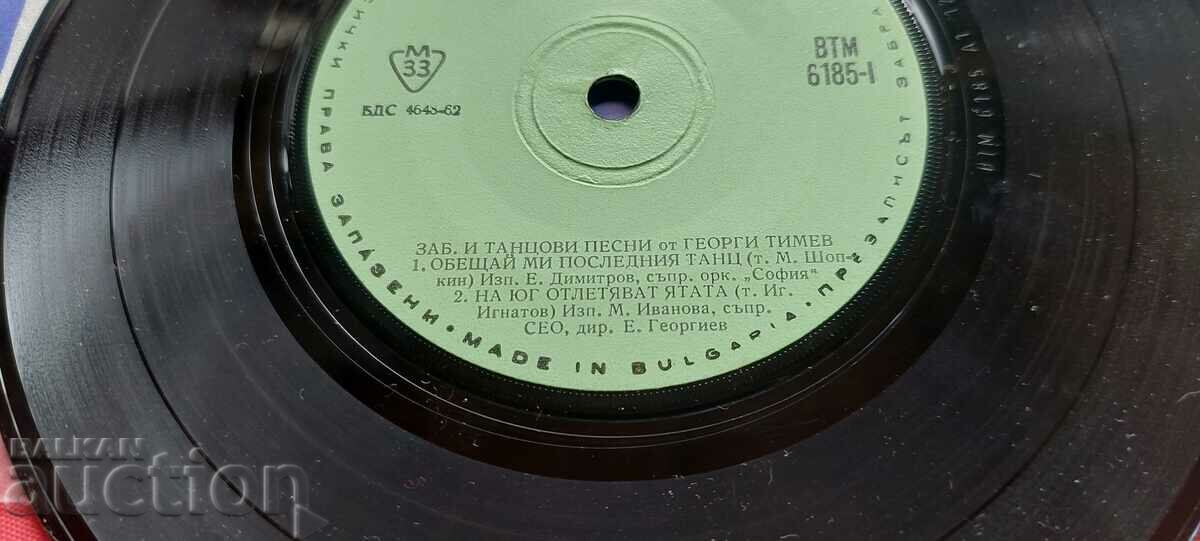 М
33
БДС 4643-62
ВТМ
6185-I
ЗАБ. И ТАНЦОВИ ПЕСНИ от ГЕОРГИ ТИМЕВ
1. ОБЕЩАЙ МИ ПОСЛЕДНИЯ ТАНЦ (т. М. Шоп-
кин) Изп. Е. Димитров, съпр. орк. „София"
2. НА ЮГ ОТЛЕТЯВАТ ЯТАТА (т. Иг.
Игнатов) Изп. М. Иванова, съпр.
СЕО, дир. Е. Георгиев
ПРАВА ЗАПАЗЕНИ • MADE IN BULGARIA • ПРЕЗАПИСЪТ ЗАБРА
БАЛКАН
auction